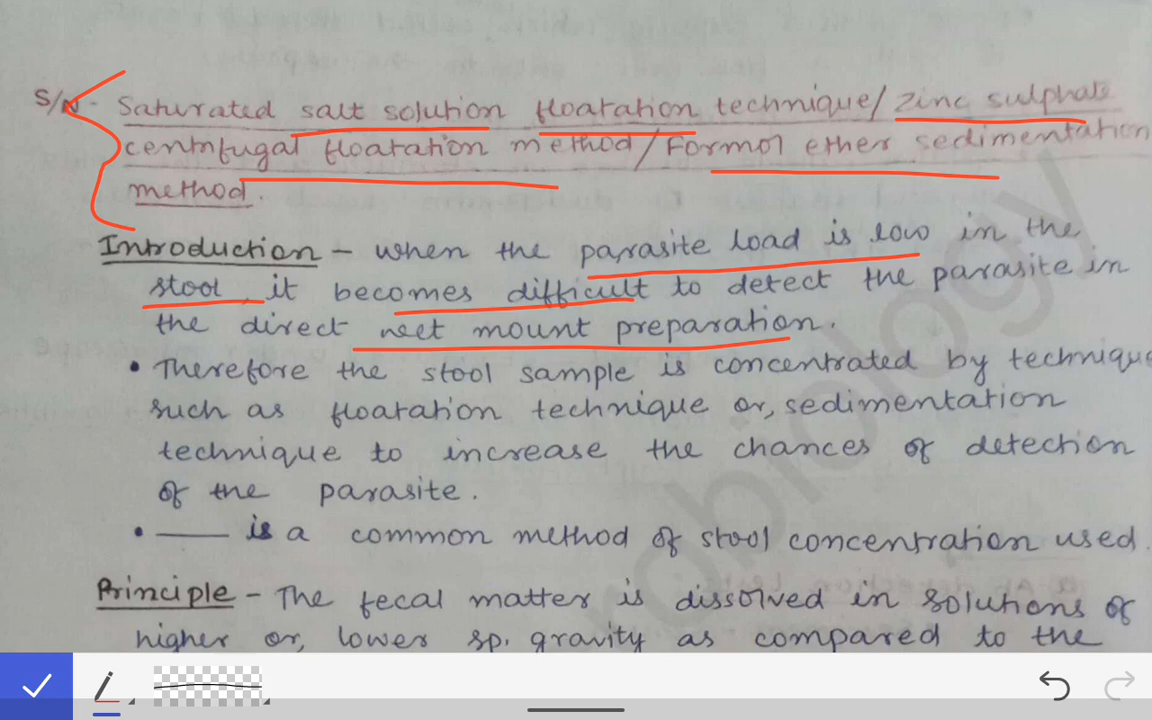 S/N - Saturated salt solution floatation technique/ Zinc sulphate
centrifugal floatation method/Formol ether sedimentation
method.
Introduction - when the parasite load is low in the
stool, it becomes difficult to detect the parasite in
the direct wet mount preparation.
• Therefore the stool sample is concentrated by technique
such as floatation technique or, sedimentation
technique to increase the chances of detection
of the parasite.
• —— is a common method of stool concentration used.
Principle - The fecal matter is dissolved in solutions of
higher or, lower sp. gravity as compared to the
robiology